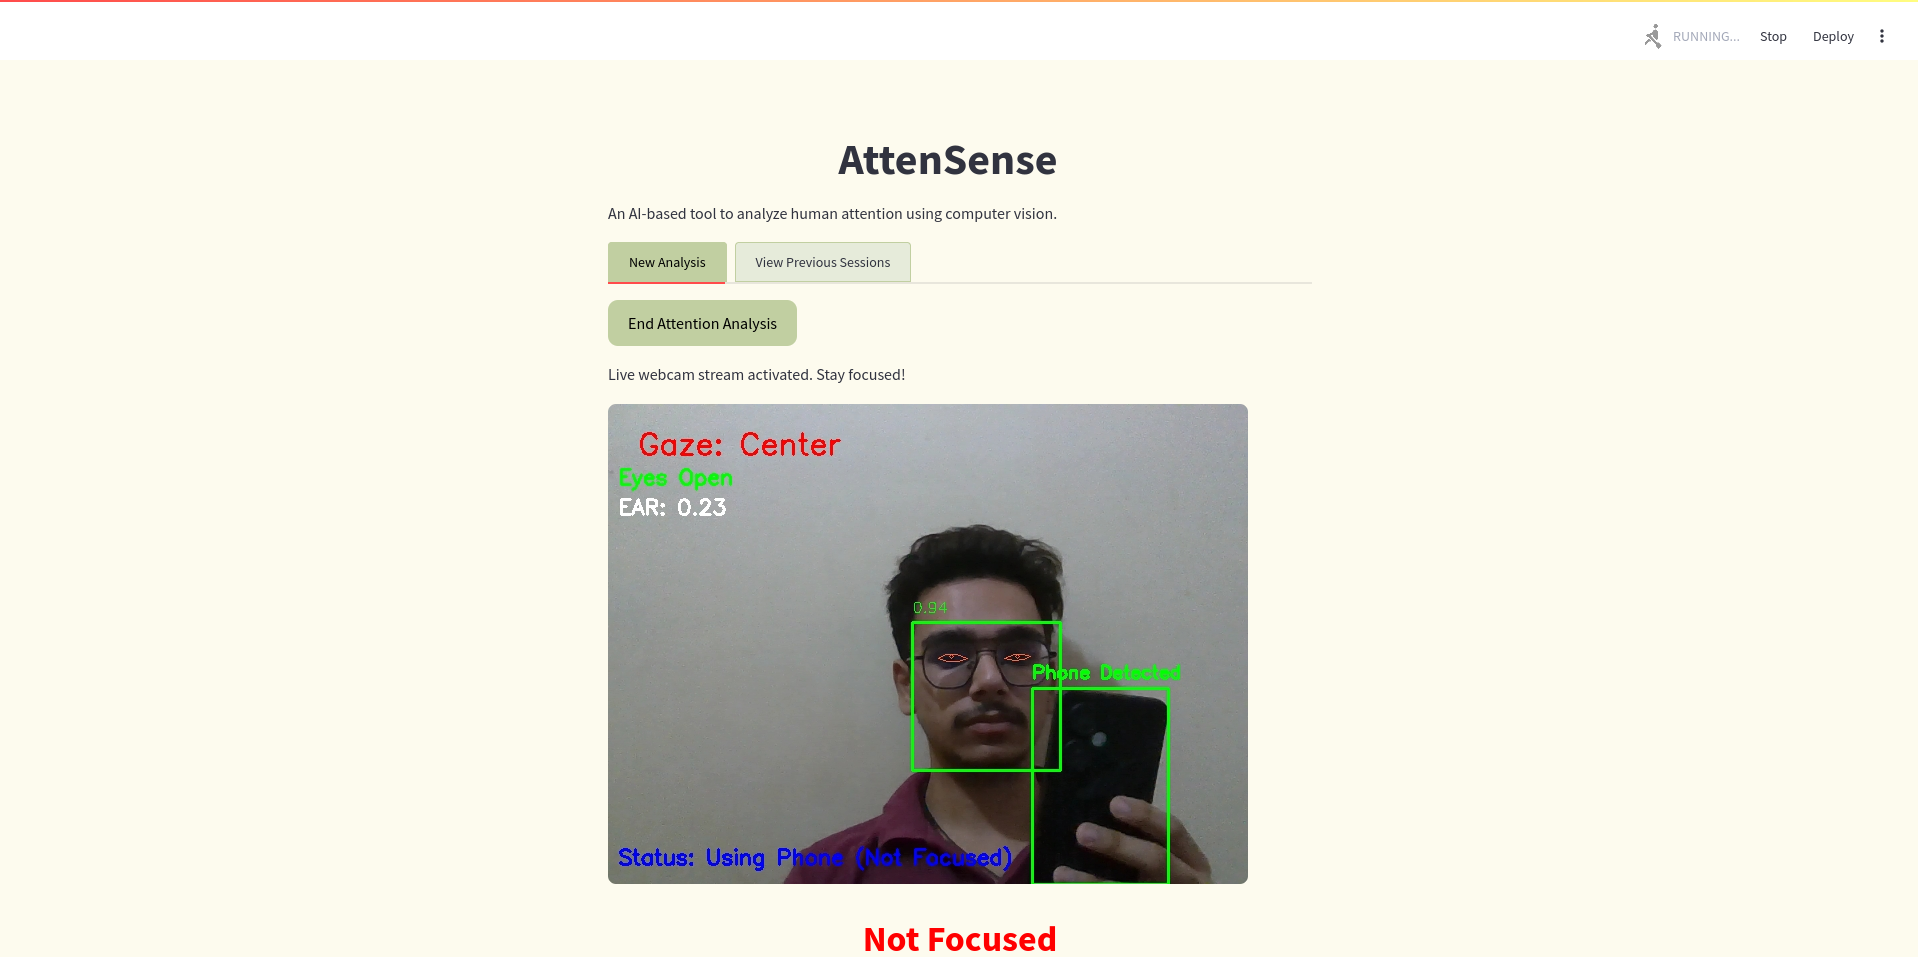 RUNNING...
Stop
Deploy
AttenSense
An AI-based tool to analyze human attention using computer vision.
New Analysis
View Previous Sessions
End Attention Analysis
Live webcam stream activated. Stay focused!
Gaze: Center
Eyes Open
EAR: 0.23
0.94
Phone Detected
Status: Using Phone (Not Focused)
Not Focused